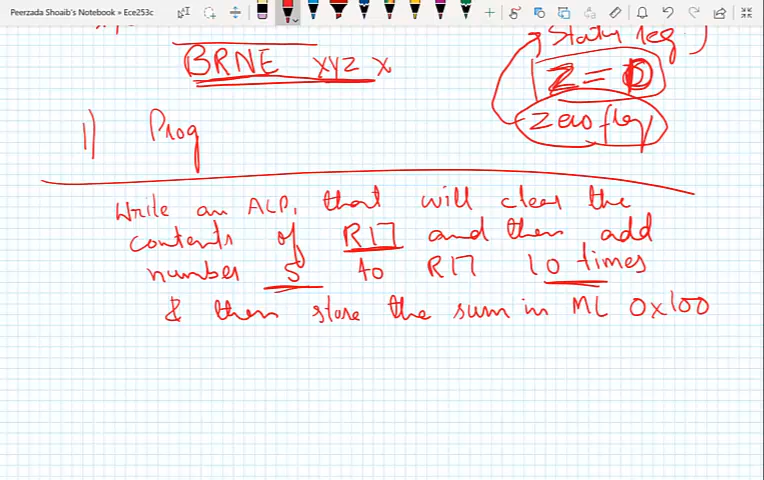 Peerzada Shoaib's Notebook » Ece253c
Status reg
BRNE XYZ X
Z = 0
Zero flag
1) Prog
Write an ALP, that will clear the
contents of R17 and then add
number 5 to R17 10 times
& then store the sum in ML 0x100